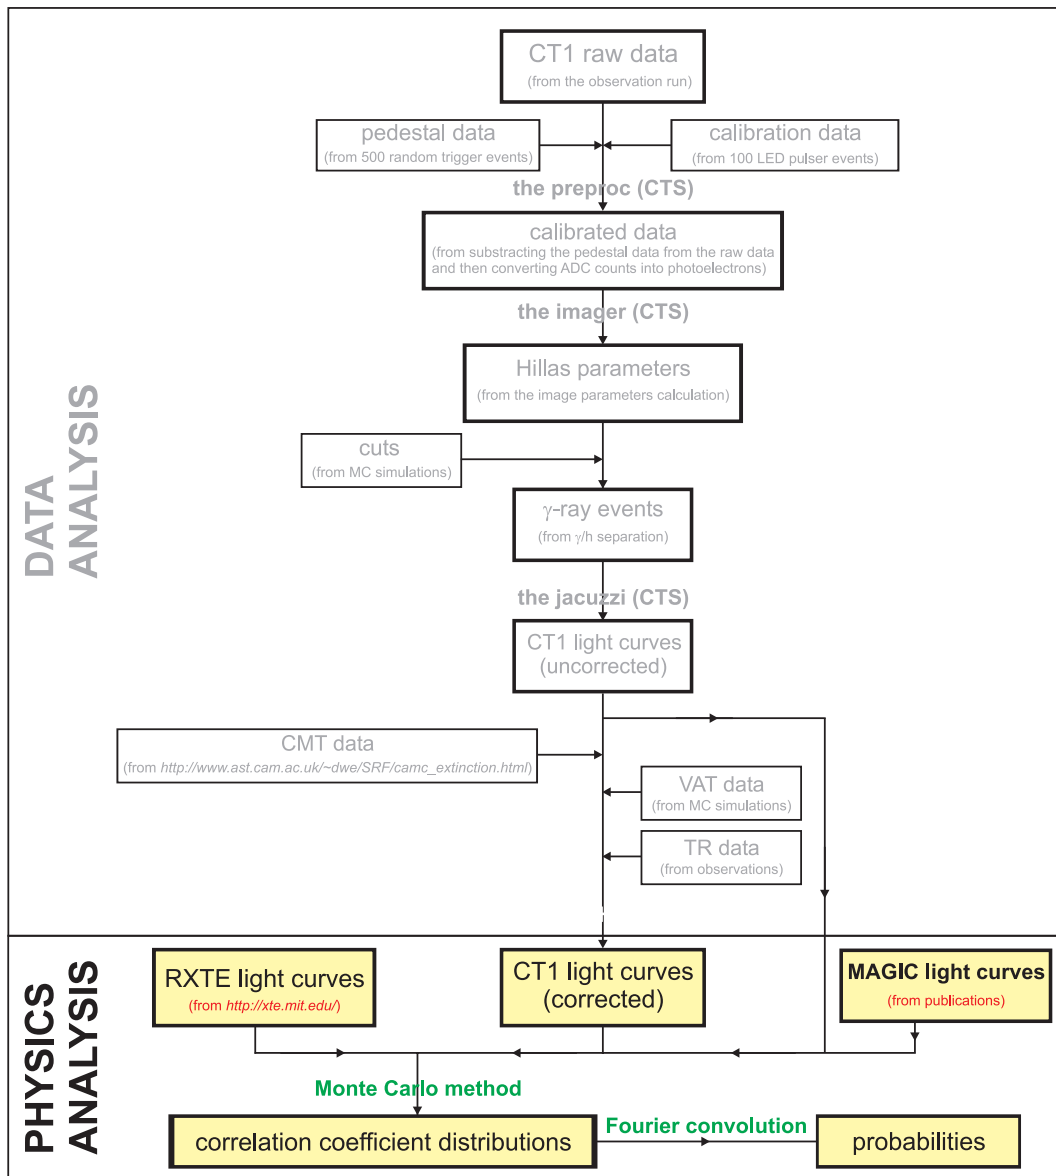 CT1 raw data
(from the observation run)
pedestal data
(from 500 random trigger events)
calibration data
(from 100 LED pulser events)
the preproc (CTS)
calibrated data
(from substracting the pedestal data from the raw data
and then converting ADC counts into photoelectrons)
the imager (CTS)
Hillas parameters
(from the image parameters calculation)
cuts
(from MC simulations)
γ-ray events
(from γ/h separation)
the jacuzzi (CTS)
CT1 light curves
(uncorrected)
CMT data
(from http://www.ast.cam.ac.uk/~dwe/SRF/camc_extinction.html)
VAT data
(from MC simulations)
TR data
(from observations)
DATA
ANALYSIS
RXTE light curves
(from http://xte.mit.edu/)
CT1 light curves
(corrected)
MAGIC light curves
(from publications)
Monte Carlo method
correlation coefficient distributions
Fourier convolution
probabilities
PHYSICS
ANALYSIS